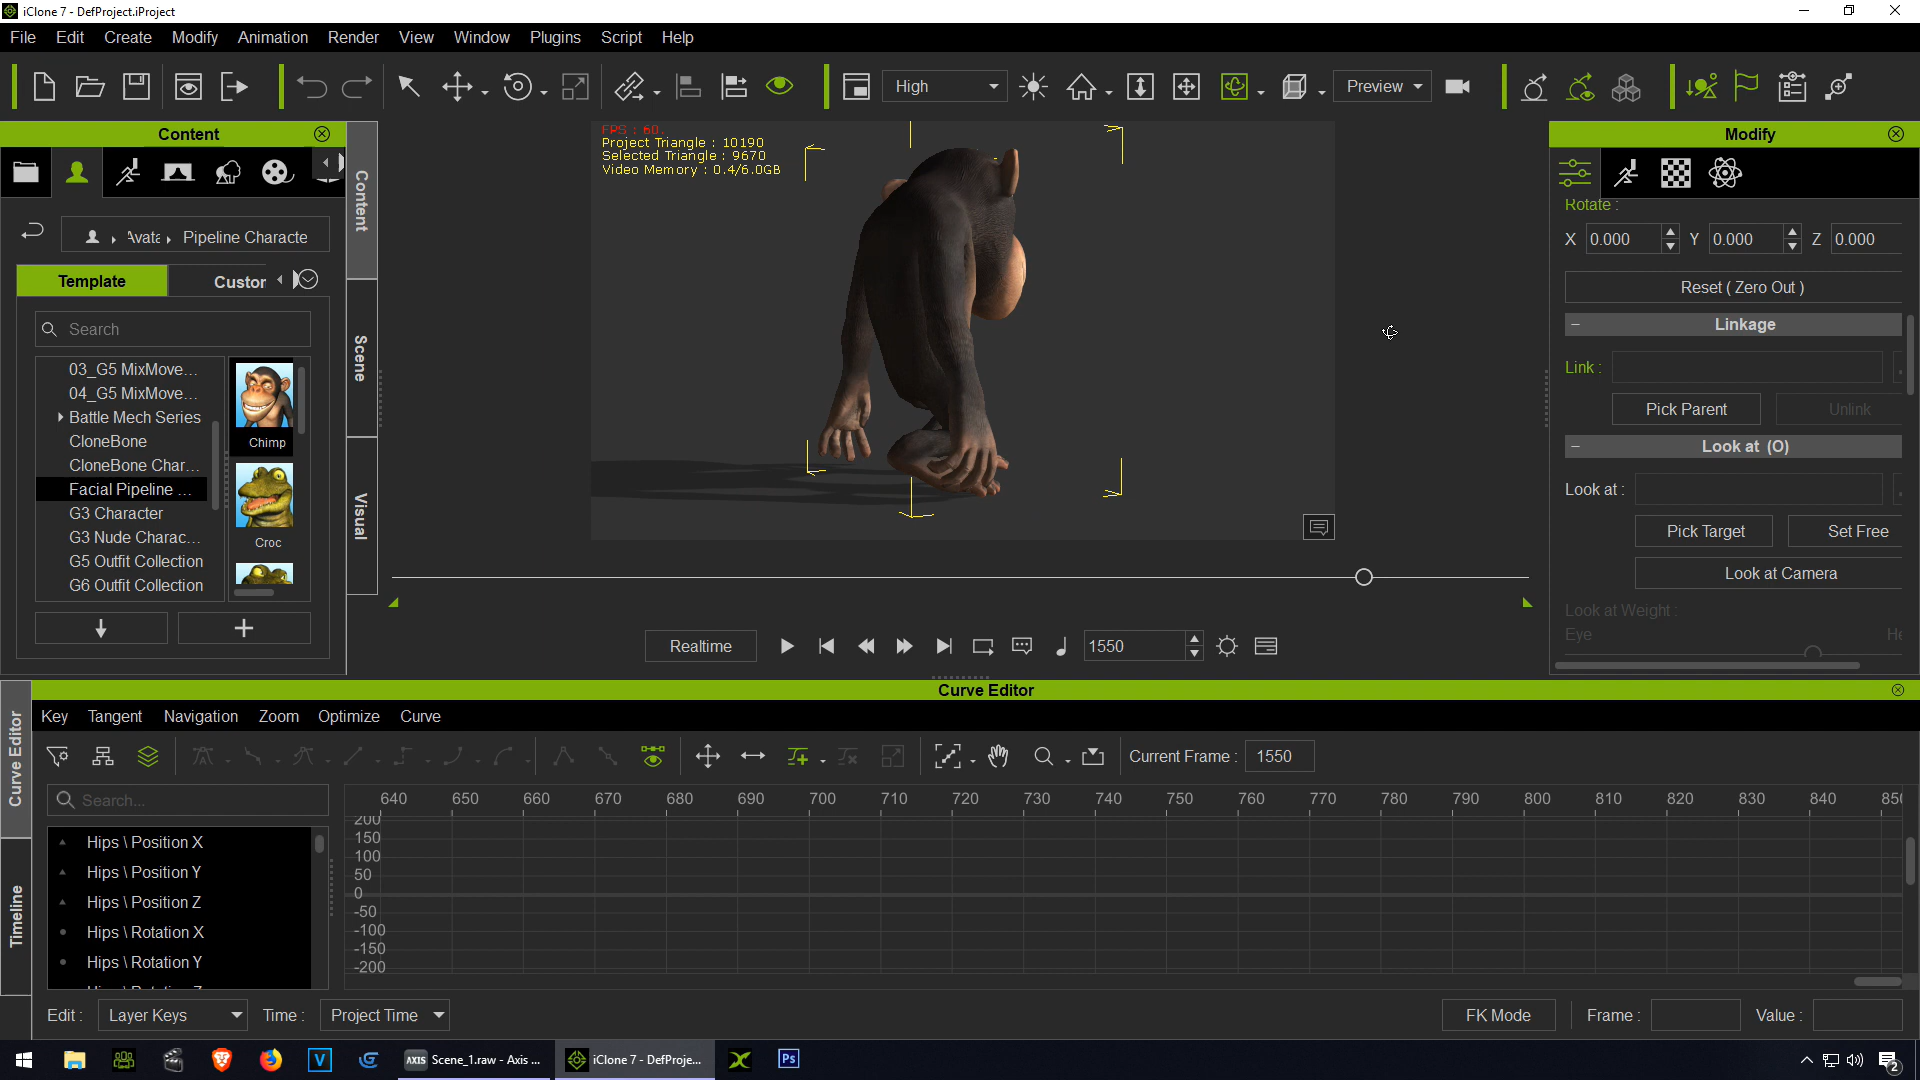 iClone 7 - DefProject.iProject
File Edit Create Modify Animation Render View Window Plugins Script Help
High
Preview
Content
Modify
FPS : 60.
Project Triangle : 10190
Selected Triangle : 9670
Video Memory : 0.4/6.0GB
Rotate :
X 0.000 Y 0.000 Z 0.000
Reset ( Zero Out )
Linkage
Link :
Pick Parent Unlink
Look at (O)
Look at :
Pick Target Set Free
Look at Camera
Look at Weight :
Eye He
Avata Pipeline Characte
Template Custor
Search
03_G5 MixMove...
04_G5 MixMove...
Battle Mech Series
CloneBone
CloneBone Char...
Facial Pipeline ...
G3 Character
G3 Nude Charac...
G5 Outfit Collection
G6 Outfit Collection
Chimp
Croc
Content
Scene
Visual
Realtime
1550
Curve Editor
Key Tangent Navigation Zoom Optimize Curve
Current Frame : 1550
Curve Editor
Timeline
Search...
640 650 660 670 680 690 700 710 720 730 740 750 760 770 780 790 800 810 820 830 840 850
200
150
100
50
0
-50
-100
-150
-200
Hips \ Position X
Hips \ Position Y
Hips \ Position Z
Hips \ Rotation X
Hips \ Rotation Y
Hips \ Rotation Z
Edit : Layer Keys Time : Project Time
FK Mode Frame : Value :
AXIS Scene_1.raw - Axis ...
iClone 7 - DefProje...
V
Ps
2